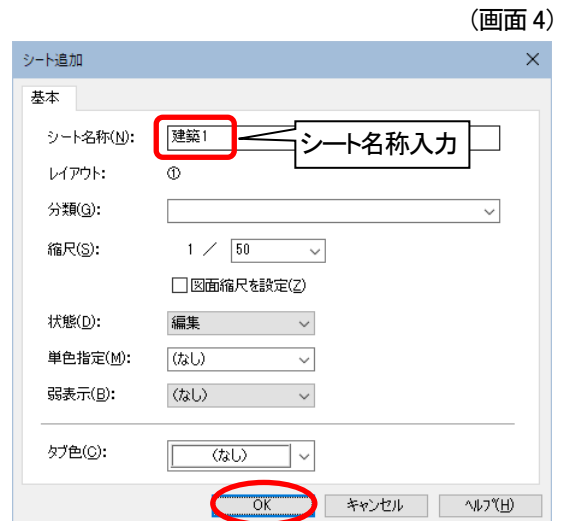 (画面 4)
シート追加
基本
シート名称(N): 建築1
シート名称入力
レイアウト: ①
分類(G):
縮尺(S): 1 ／ 50
図面縮尺を設定(Z)
状態(D): 編集
単色指定(M): (なし)
弱表示(B): (なし)
タブ色(C): (なし)
OK キャンセル ヘルプ(H)